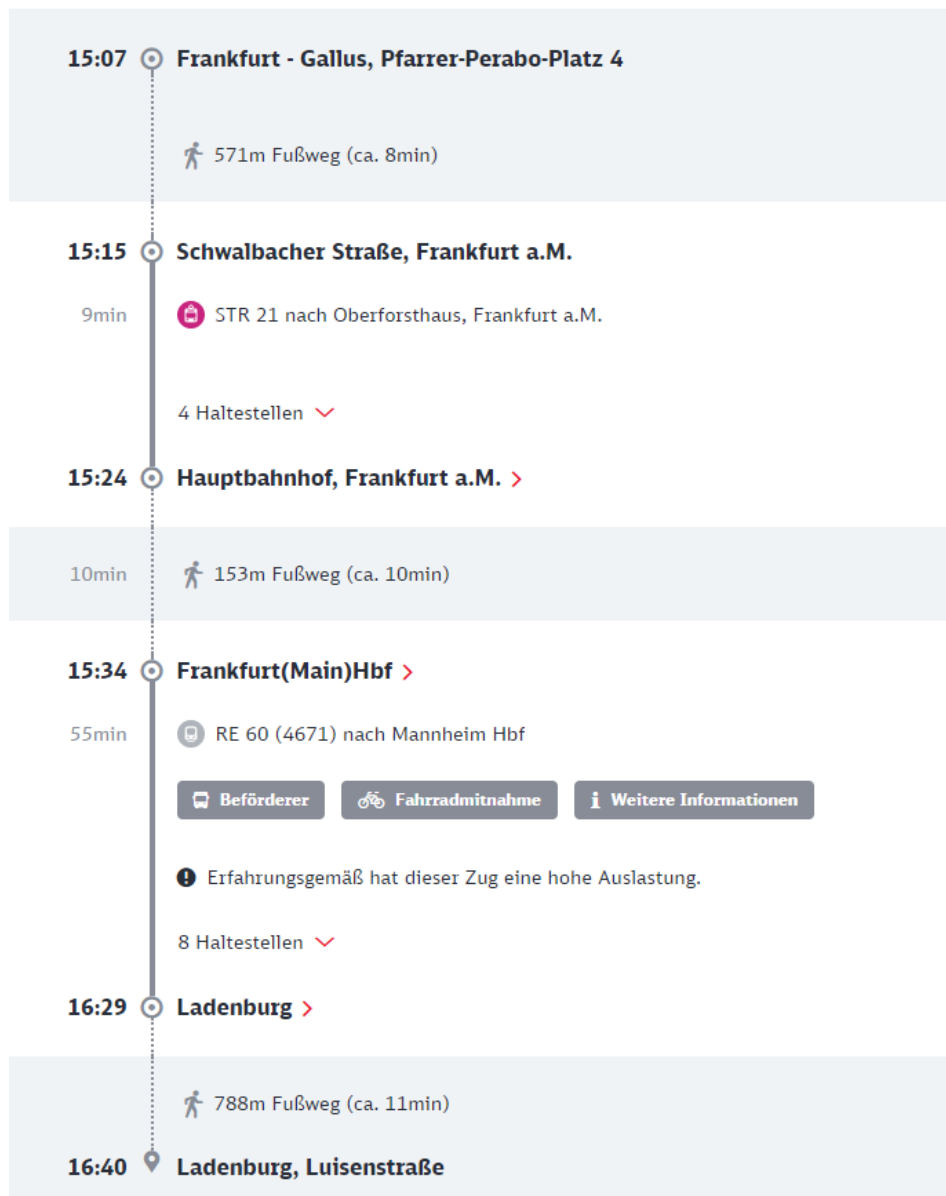 15:07 Frankfurt - Gallus, Pfarrer-Perabo-Platz 4
571m Fußweg (ca. 8min)
15:15 Schwalbacher Straße, Frankfurt a.M.
9min STR 21 nach Oberforsthaus, Frankfurt a.M.
4 Haltestellen
15:24 Hauptbahnhof, Frankfurt a.M.
10min 153m Fußweg (ca. 10min)
15:34 Frankfurt(Main)Hbf
55min RE 60 (4671) nach Mannheim Hbf
Beförderer Fahrradmitnahme Weitere Informationen
Erfahrungsgemäß hat dieser Zug eine hohe Auslastung.
8 Haltestellen
16:29 Ladenburg
788m Fußweg (ca. 11min)
16:40 Ladenburg, Luisenstraße